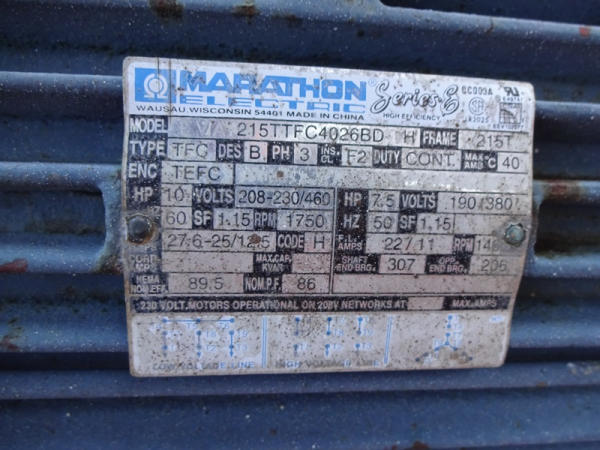 MARATHON
ELECTRIC
Series-E
HIGH EFFICIENCY
WAUSAU, WISCONSIN 54401 MADE IN CHINA
MODEL 215TTFC4026BD H FRAME 215T
TYPE TFC DES B PH 3 INS. CL. F2 DUTY CONT. MAX AMB °C 40
ENC TEFC
HP 10 VOLTS 208-230/460 HP 7.5 VOLTS 190/380
60 SF 1.15 RPM 1750 HZ 50 SF 1.15
27.6-25/12.5 CODE H F.L. AMPS 22/11 RPM
MAX.CAP. KVAR SHAFT END BRG. 307 OPP. END BRG. 206
NEMA NOM.EFF. 89.5 NOM.P.F. 86
230 VOLT MOTORS OPERATIONAL ON 208V NETWORKS AT MAX.AMPS